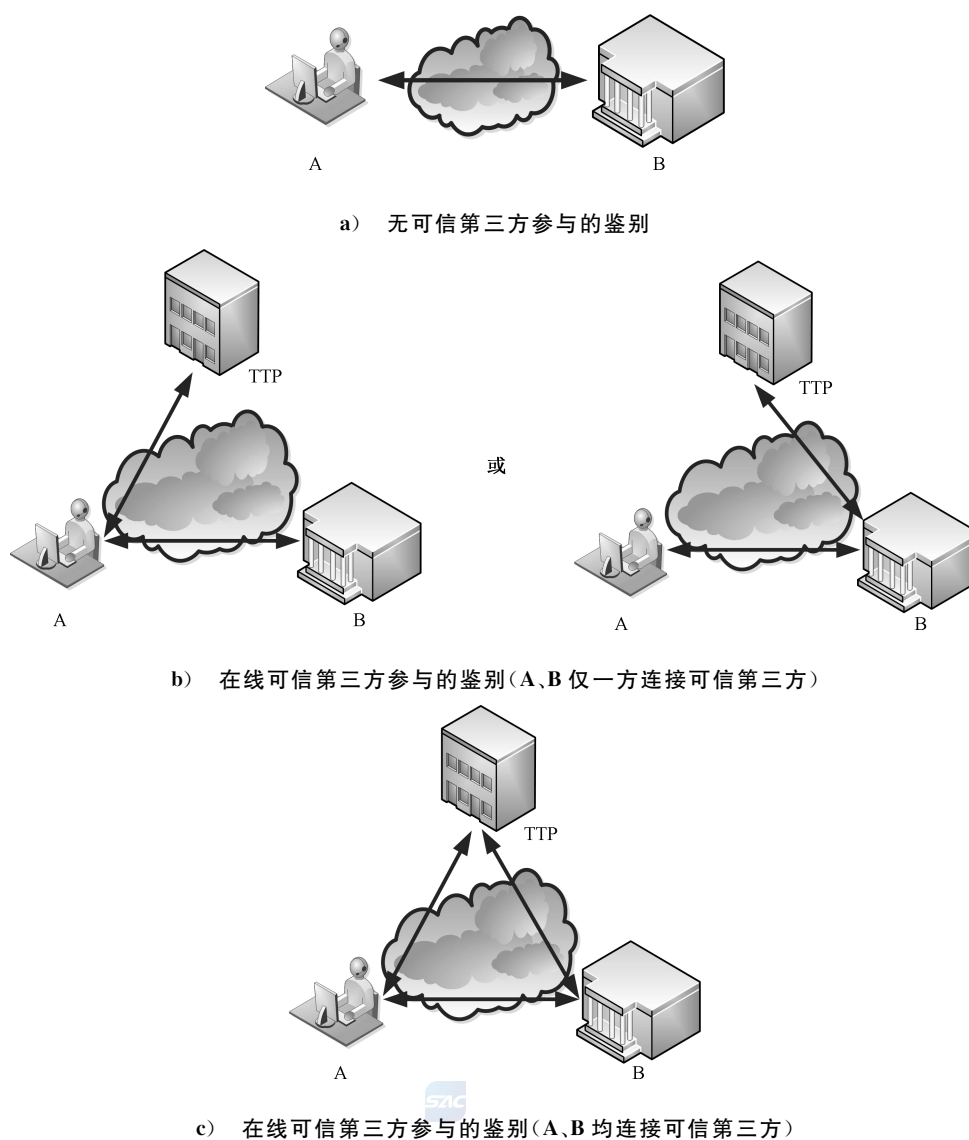 A
B
a) 无可信第三方参与的鉴别
TTP
TTP
或
A
B
A
B
b) 在线可信第三方参与的鉴别(A、B 仅一方连接可信第三方)
TTP
A
B
SAC
c) 在线可信第三方参与的鉴别(A、B 均连接可信第三方)